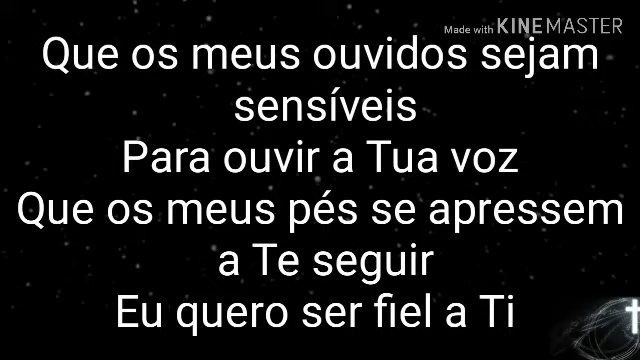 Made with KINEMASTER
Que os meus ouvidos sejam
sensíveis
Para ouvir a Tua voz
Que os meus pés se apressem
a Te seguir
Eu quero ser fiel a Ti